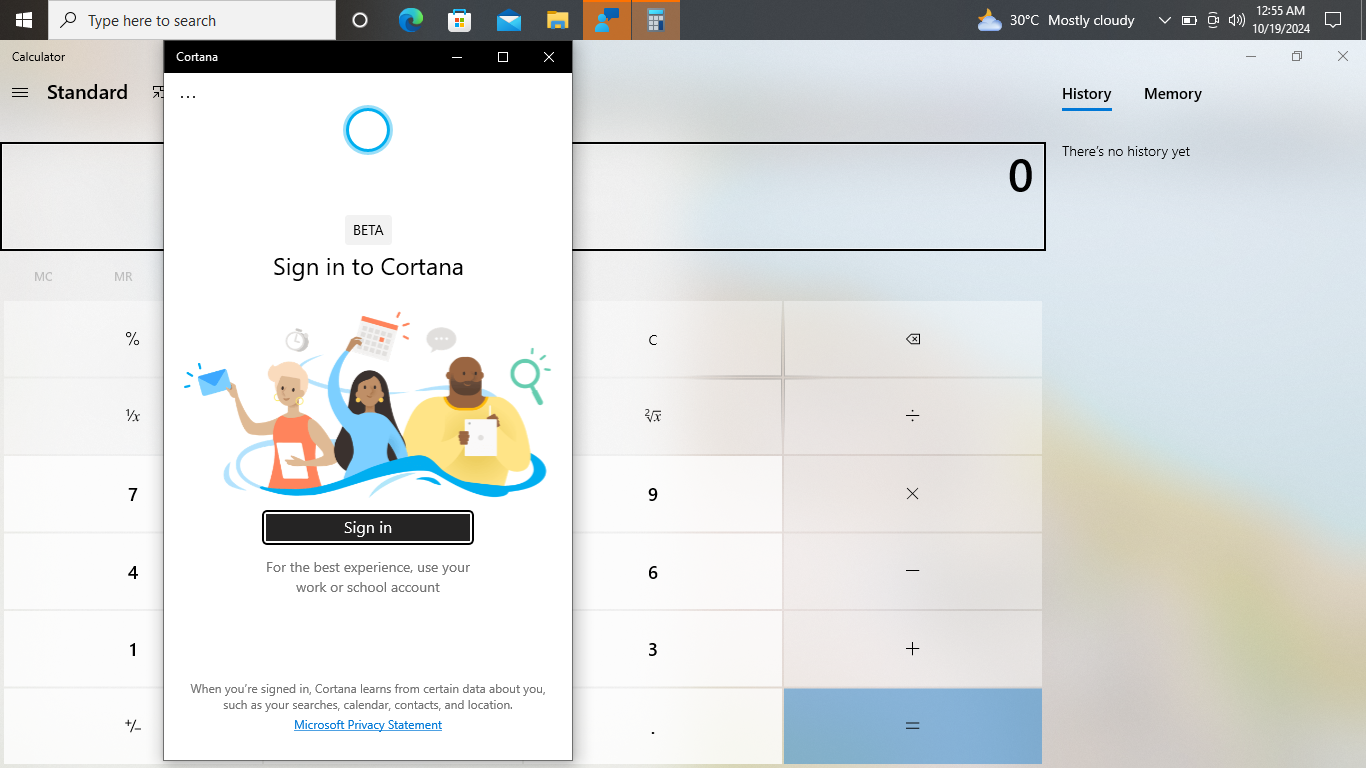 Type here to search
30°C Mostly cloudy
12:55 AM
10/19/2024
Calculator
Cortana
Standard
...
History Memory
There's no history yet
0
MC MR
BETA
Sign in to Cortana
% C
¹/x ²√x ÷
7 9 ×
4 6 −
1 3 +
+/− . =
Sign in
For the best experience, use your
work or school account
When you're signed in, Cortana learns from certain data about you,
such as your searches, calendar, contacts, and location.
Microsoft Privacy Statement